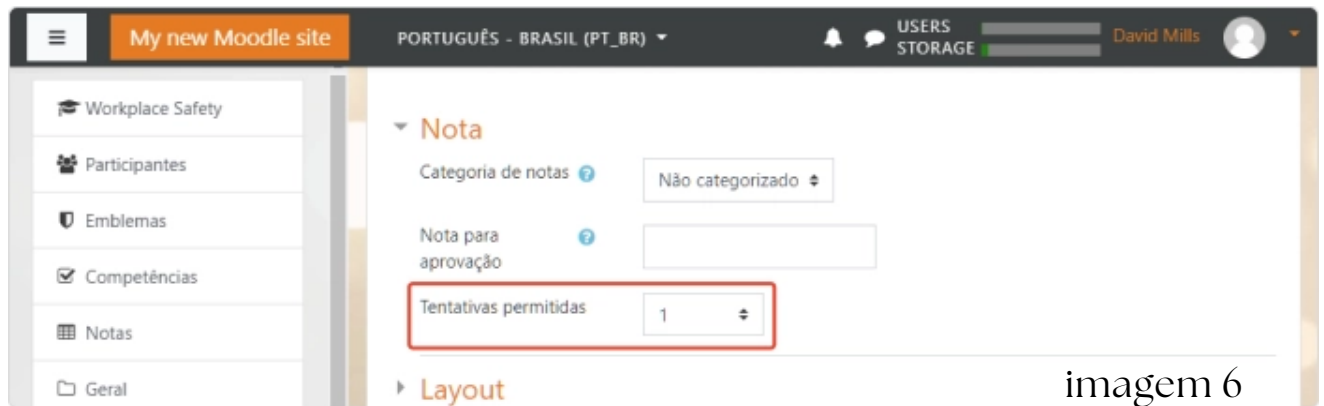 My new Moodle site
PORTUGUÊS - BRASIL (PT_BR)
USERS
STORAGE
David Mills
Workplace Safety
Participantes
Emblemas
Competências
Notas
Geral
Nota
Categoria de notas
Não categorizado
Nota para
aprovação
Tentativas permitidas
1
Layout
imagem 6